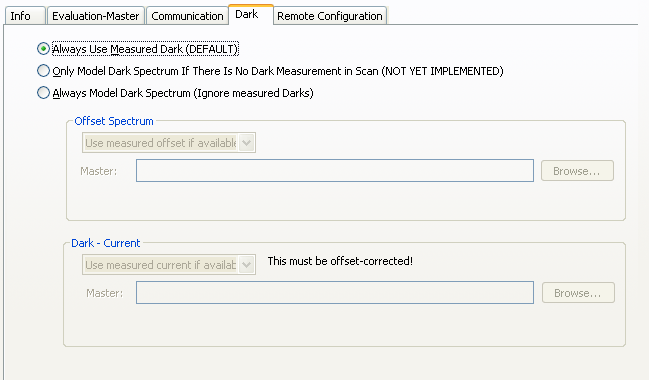 Info Evaluation-Master Communication Dark Remote Configuration
Always Use Measured Dark (DEFAULT)
Only Model Dark Spectrum If There Is No Dark Measurement in Scan (NOT YET IMPLEMENTED)
Always Model Dark Spectrum (Ignore measured Darks)
Offset Spectrum
Use measured offset if available
Master: Browse...
Dark - Current
Use measured current if availab This must be offset-corrected!
Master: Browse...